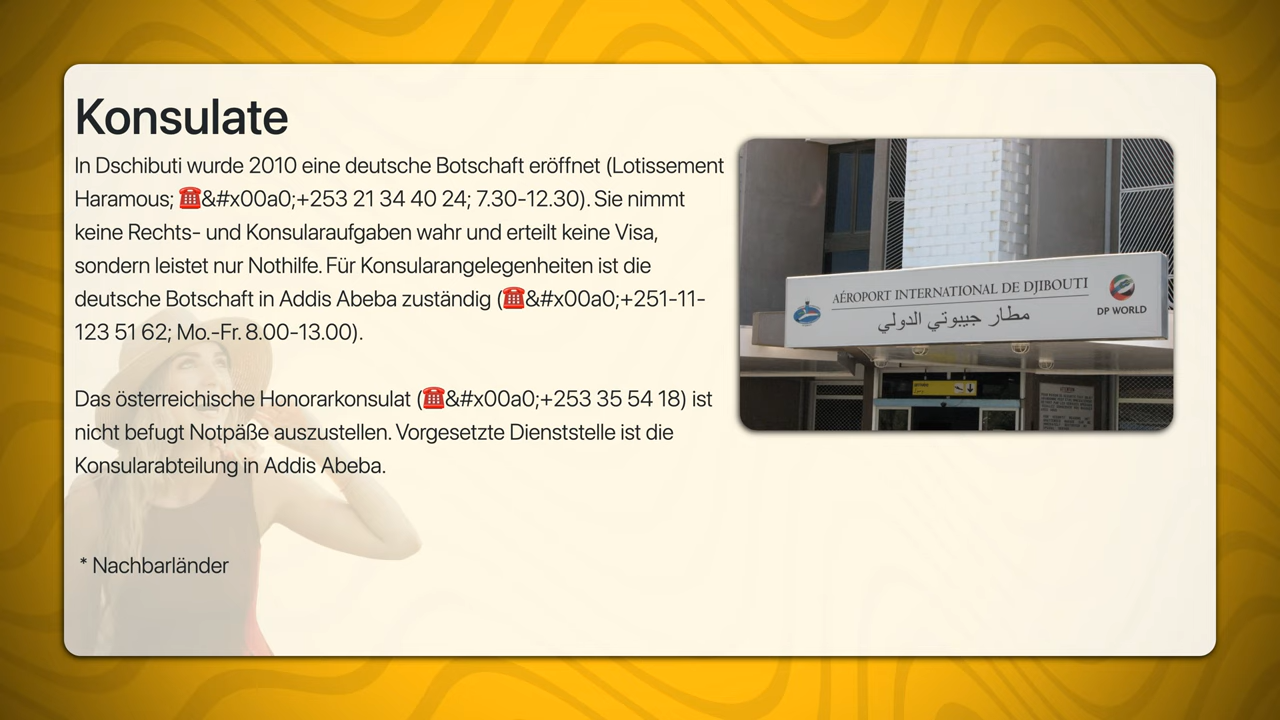 Konsulate
In Dschibuti wurde 2010 eine deutsche Botschaft eröffnet (Lotissement
Haramous; ☎&#x00a0;+253 21 34 40 24; 7.30-12.30). Sie nimmt
keine Rechts- und Konsularaufgaben wahr und erteilt keine Visa,
sondern leistet nur Nothilfe. Für Konsularangelegenheiten ist die
deutsche Botschaft in Addis Abeba zuständig (☎&#x00a0;+251-11-
123 51 62; Mo.-Fr. 8.00-13.00).
Das österreichische Honorarkonsulat (☎&#x00a0;+253 35 54 18) ist
nicht befugt Notpäße auszustellen. Vorgesetzte Dienststelle ist die
Konsularabteilung in Addis Abeba.
* Nachbarländer
AÉROPORT INTERNATIONAL DE DJIBOUTI
مطار جيبوتي الدولي
DP WORLD